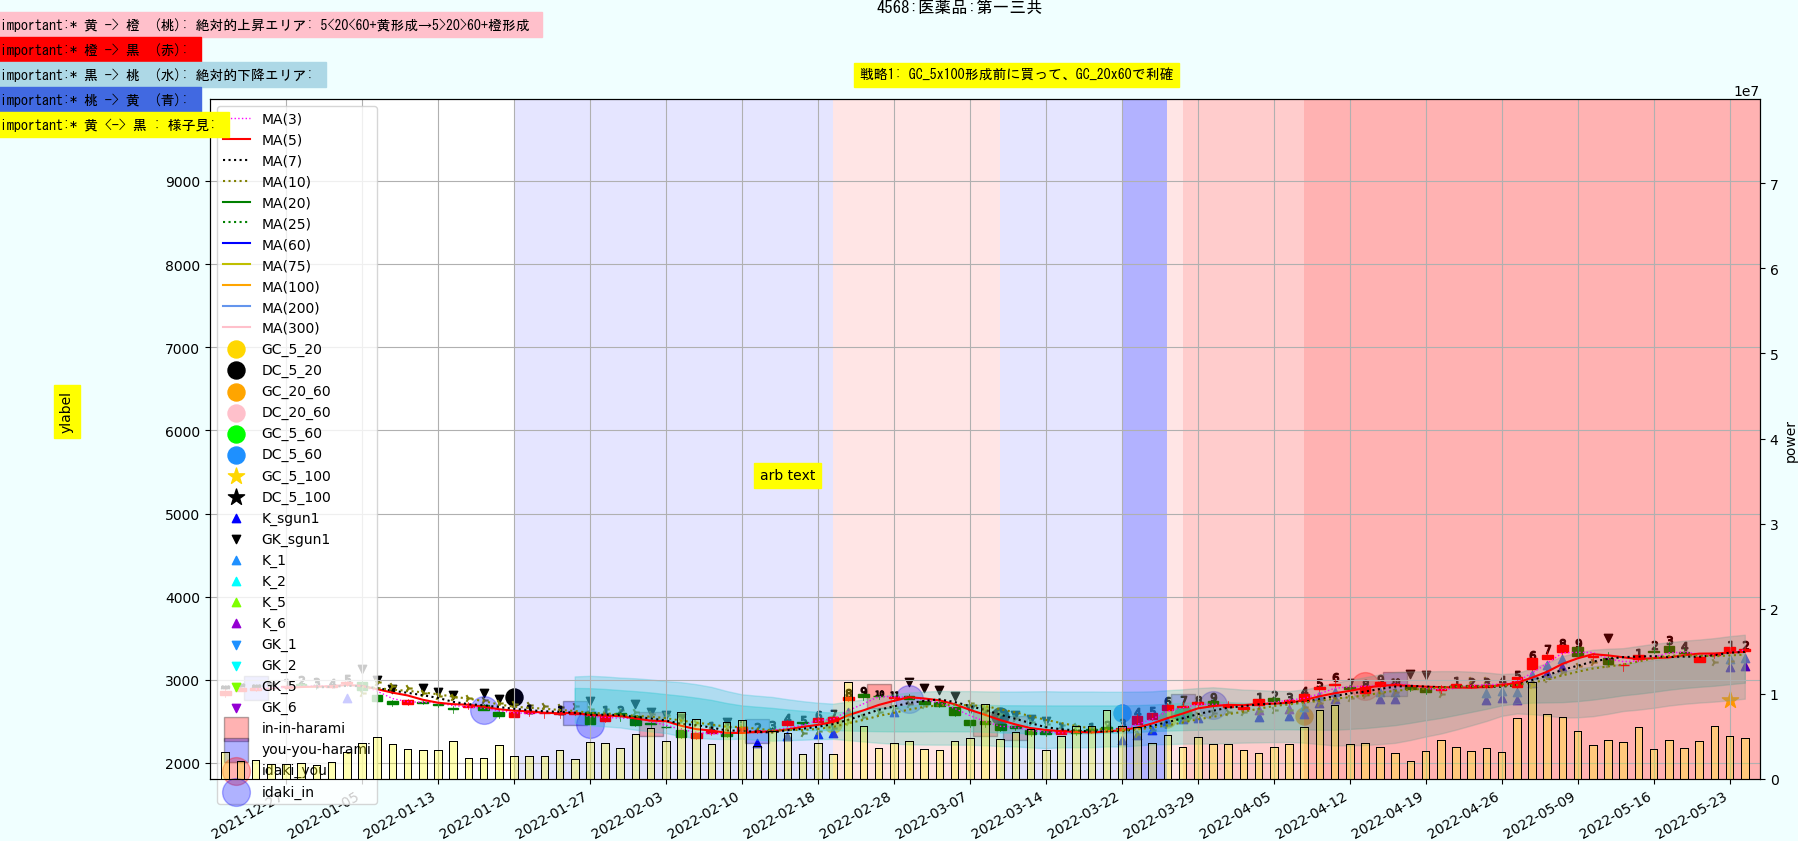 4568:医薬品:第一三共
important:* 黄 -> 橙 (桃): 絶対的上昇エリア: 5<20<60+黄形成→5>20>60+橙形成
important:* 橙 -> 黒 (赤):
important:* 黒 -> 桃 (水): 絶対的下降エリア:
important:* 桃 -> 黄 (青):
important:* 黄 <-> 黒 : 様子見:
戦略1: GC_5x100形成前に買って、GC_20x60で利確
1e7
MA(3)
MA(5)
MA(7)
MA(10)
MA(20)
MA(25)
MA(60)
MA(75)
MA(100)
MA(200)
MA(300)
GC_5_20
DC_5_20
GC_20_60
DC_20_60
GC_5_60
DC_5_60
GC_5_100
DC_5_100
K_sgun1
GK_sgun1
K_1
K_2
K_5
K_6
GK_1
GK_2
GK_5
GK_6
in-in-harami
you-you-harami
idaki_you
idaki_in
ylabel
9000
8000
7000
6000
5000
4000
3000
2000
arb text
7
6
5
4
3
2
1
0
power
2022-01-05
2022-01-13
2022-01-20
2022-01-27
2022-02-03
2022-02-10
2022-02-18
2022-02-28
2022-03-07
2022-03-14
2022-03-22
2022-03-29
2022-04-05
2022-04-12
2022-04-19
2022-04-26
2022-05-09
2022-05-16
2022-05-23